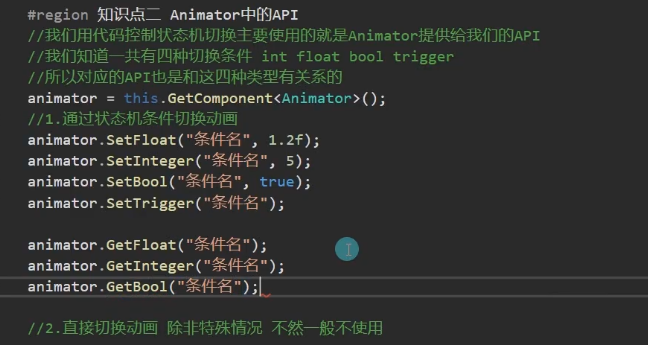 #region 知识点二 Animator中的API
//我们用代码控制状态机切换主要使用的就是Animator提供给我们的API
//我们知道一共有四种切换条件 int float bool trigger
//所以对应的API也是和这四种类型有关系的
animator = this.GetComponent<Animator>();
//1.通过状态机条件切换动画
animator.SetFloat("条件名", 1.2f);
animator.SetInteger("条件名", 5);
animator.SetBool("条件名", true);
animator.SetTrigger("条件名");
animator.GetFloat("条件名");
animator.GetInteger("条件名");
animator.GetBool("条件名");
//2.直接切换动画 除非特殊情况 不然一般不使用